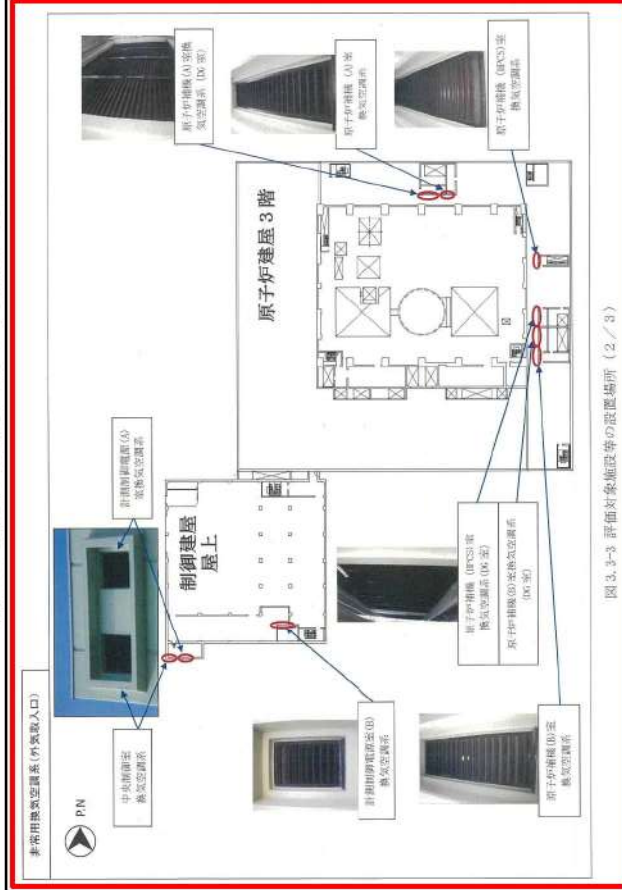 非常用換気空調系(外気取入口)
P.N
中央制御室
換気空調系
計測制御電源(A)
室換気空調系
制御建屋
屋上
原子炉建屋3階
原子炉補機(A)室換
気空調系 (DG室)
原子炉補機 (A)室
換気空調系
原子炉補機 (HPCS)室
換気空調系
計測制御電源室(B)
換気空調系
原子炉補機 (HPCS)室
換気空調系(DG室)
原子炉補機(B)室換気空調系
(DG室)
原子炉補機(B)室
換気空調系
図3.3-3 評価対象施設等の設置場所 (2/3)